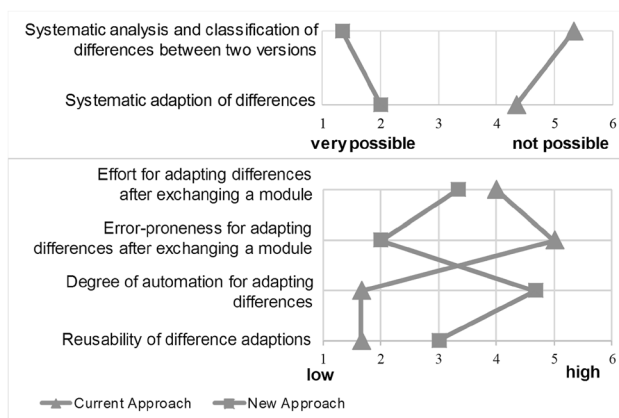 Systematic analysis and classification of
differences between two versions
Systematic adaption of differences
1 2 3 4 5 6
very possible not possible
Effort for adapting differences
after exchanging a module
Error-proneness for adapting
differences after exchanging a module
Degree of automation for adapting
differences
Reusability of difference adaptions
1 2 3 4 5 6
low high
Current Approach New Approach